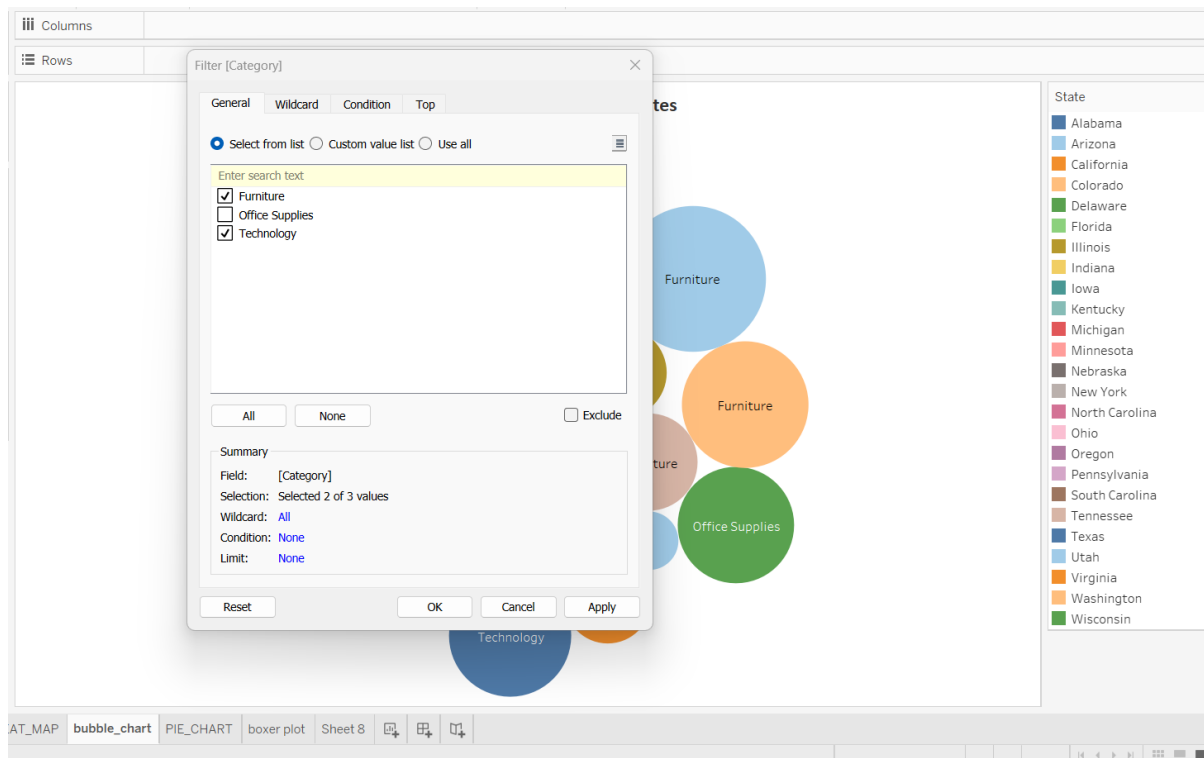 Columns
Rows
Filter [Category]
General Wildcard Condition Top
Select from list Custom value list Use all
Enter search text
Furniture
Office Supplies
Technology
All None Exclude
Summary
Field: [Category]
Selection: Selected 2 of 3 values
Wildcard: All
Condition: None
Limit: None
Reset OK Cancel Apply
tes
Furniture
Furniture
ture
Office Supplies
Technology
State
Alabama
Arizona
California
Colorado
Delaware
Florida
Illinois
Indiana
Iowa
Kentucky
Michigan
Minnesota
Nebraska
New York
North Carolina
Ohio
Oregon
Pennsylvania
South Carolina
Tennessee
Texas
Utah
Virginia
Washington
Wisconsin
EAT_MAP bubble_chart PIE_CHART boxer plot Sheet 8